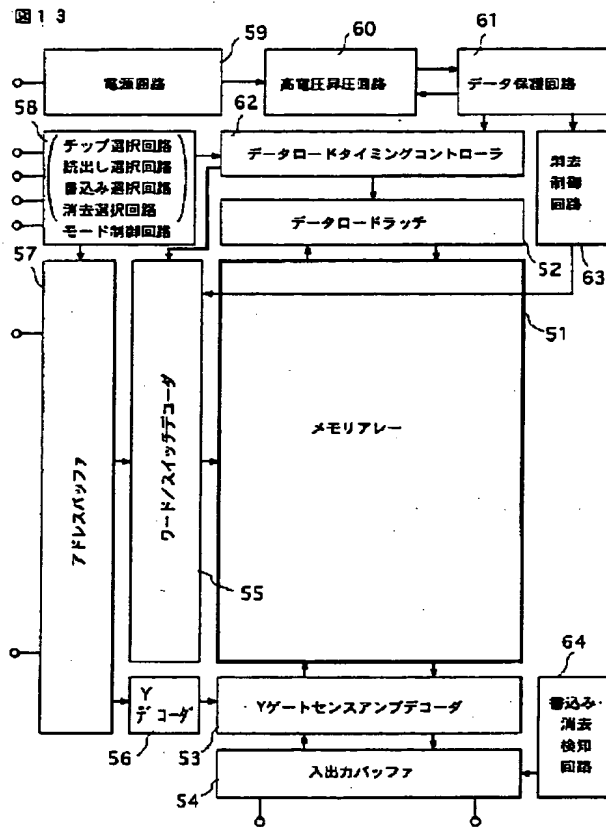 図13
59
60
61
電源回路
高電圧昇圧回路
データ保護回路
58
62
チップ選択回路
読出し選択回路
書込み選択回路
消去選択回路
モード制御回路
データロードタイミングコントローラ
消去
制御
回路
データロードラッチ
57
52
63
51
アドレスバッファ
ワード/スイッチデコーダ
メモリアレー
55
64
Y
デコーダ
Yゲートセンスアンプデコーダ
書込み・
消去
検知
回路
56
53
入出力バッファ
54